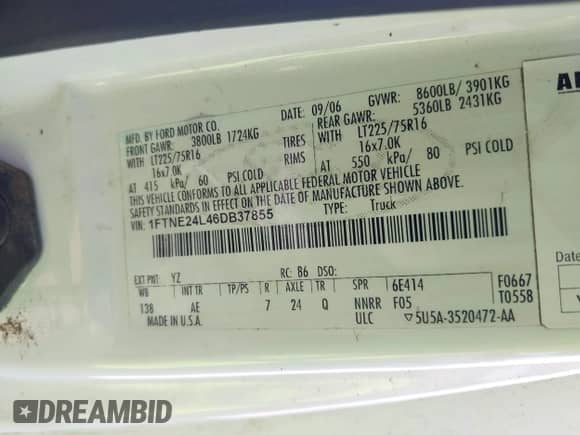 MFD. BY FORD MOTOR CO.
DATE: 09/06 GVWR: 8600LB/ 3901KG
FRONT GAWR: 3800LB 1724KG
REAR GAWR: 5360LB 2431KG
WITH LT225/75R16 TIRES
WITH LT225/75R16
16x7.0K RIMS
16x7.0K
AT 415 kPa/ 60 PSI COLD
AT 550 kPa/ 80 PSI COLD
THIS VEHICLE CONFORMS TO ALL APPLICABLE FEDERAL MOTOR VEHICLE
SAFETY STANDARDS IN EFFECT ON THE DATE OF MANUFACTURE SHOWN ABOVE.
VIN: 1FTNE24L46DB37855
TYPE: Truck
EXT PNT: YZ RC: 86 DSO:
WB INT TR TP/PS R AXLE TR SPR 6E414 F0667
138 AE 7 24 Q NNRR F05 T0558
MADE IN U.S.A. ULC ▽5U5A-3520472-AA
Date
DREAMBID